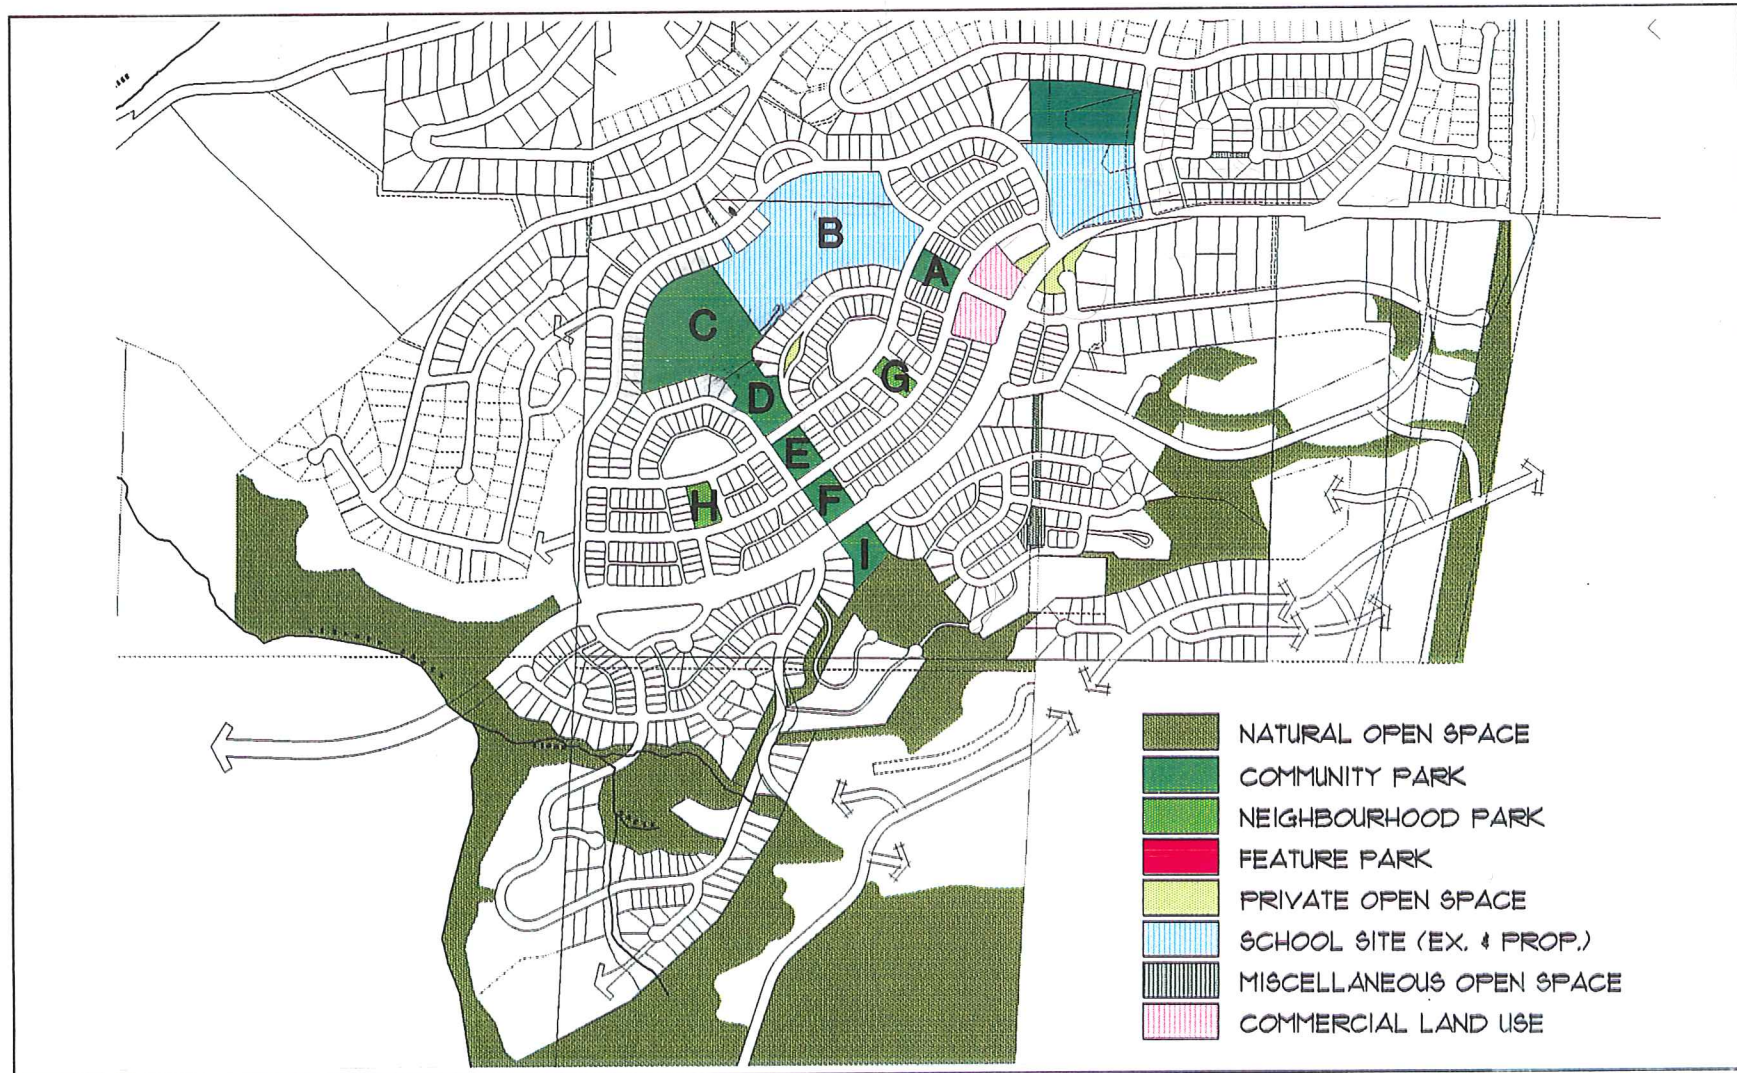 B
A
C
G
D
E
H
F
I
NATURAL OPEN SPACE
COMMUNITY PARK
NEIGHBOURHOOD PARK
FEATURE PARK
PRIVATE OPEN SPACE
SCHOOL SITE (EX. & PROP.)
MISCELLANEOUS OPEN SPACE
COMMERCIAL LAND USE